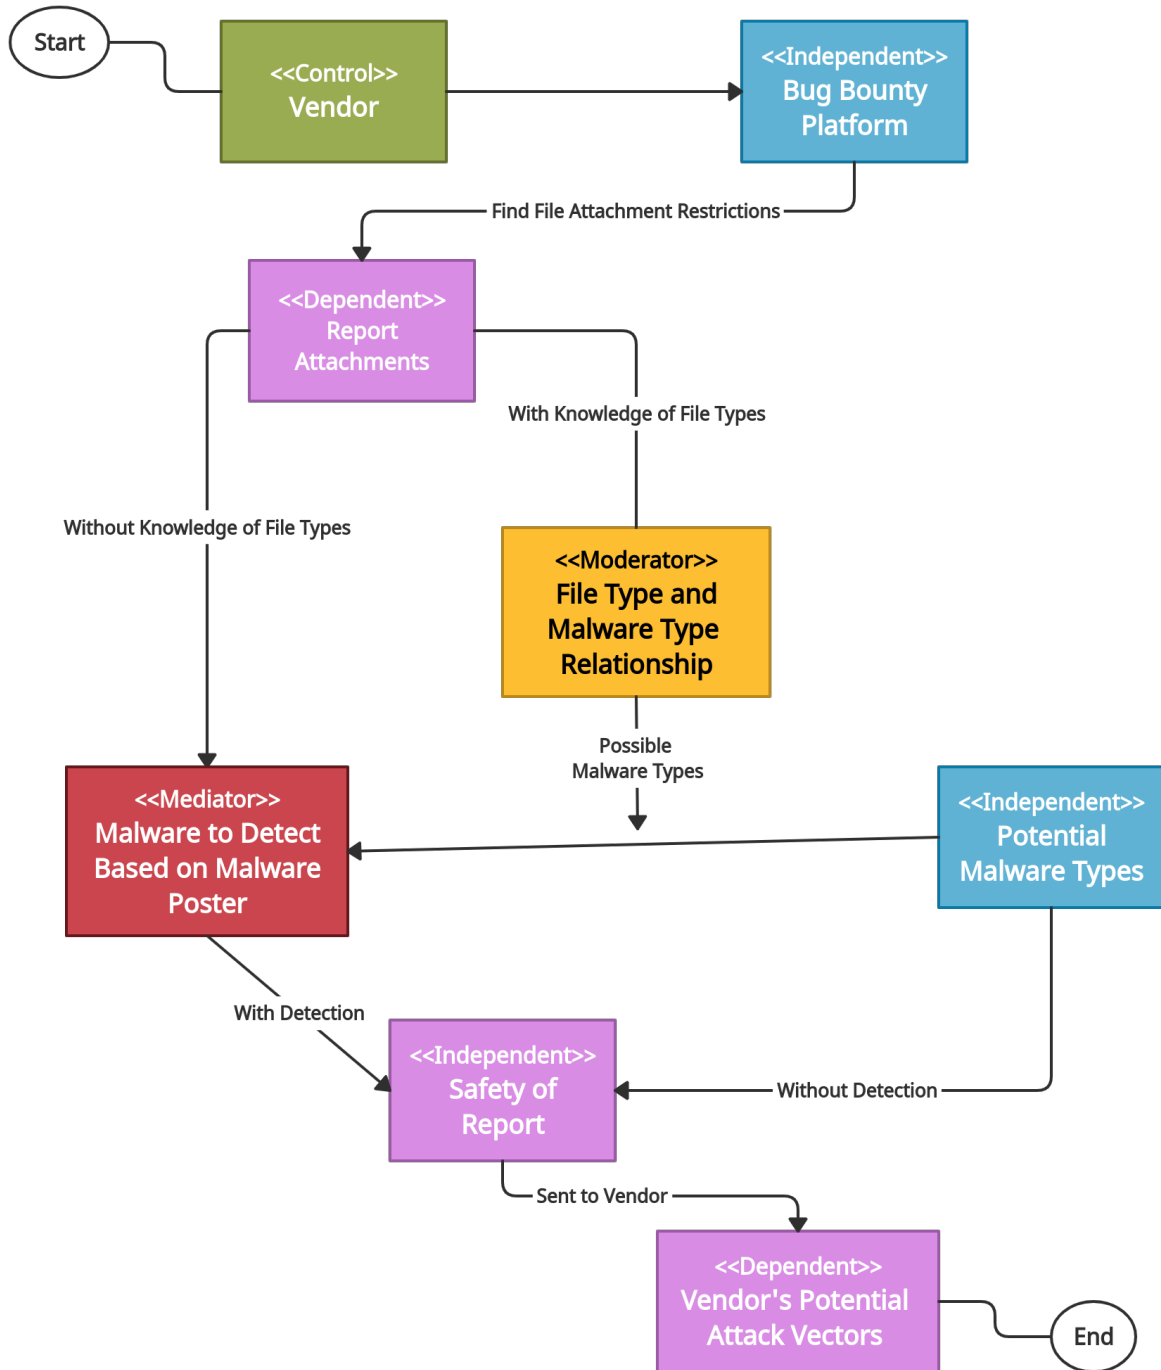 Start
<<Control>>
Vendor
<<Independent>>
Bug Bounty
Platform
Find File Attachment Restrictions
<<Dependent>>
Report
Attachments
With Knowledge of File Types
Without Knowledge of File Types
<<Moderator>>
File Type and
Malware Type
Relationship
Possible
Malware Types
<<Mediator>>
Malware to Detect
Based on Malware
Poster
<<Independent>>
Potential
Malware Types
With Detection
<<Independent>>
Safety of
Report
Without Detection
Sent to Vendor
<<Dependent>>
Vendor's Potential
Attack Vectors
End